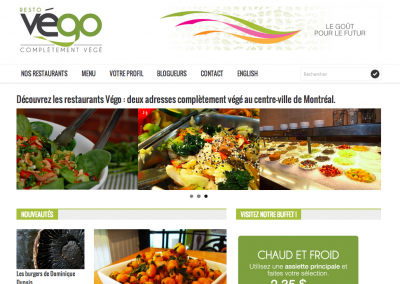 RESTO
végo
COMPLÈTEMENT VÉGÉ
LE GOÛT
POUR LE FUTUR
NOS RESTAURANTS MENU VOTRE PROFIL BLOGUEURS CONTACT ENGLISH
Rechercher
Découvrez les restaurants Végo : deux adresses complètement végé au centre-ville de Montréal.
NOUVEAUTÉS
VISITEZ NOTRE BUFFET !
CHAUD ET FROID
Utilisez une assiette principale et
faites votre sélection.
2,35 $
Les burgers de Dominique
Dupuis